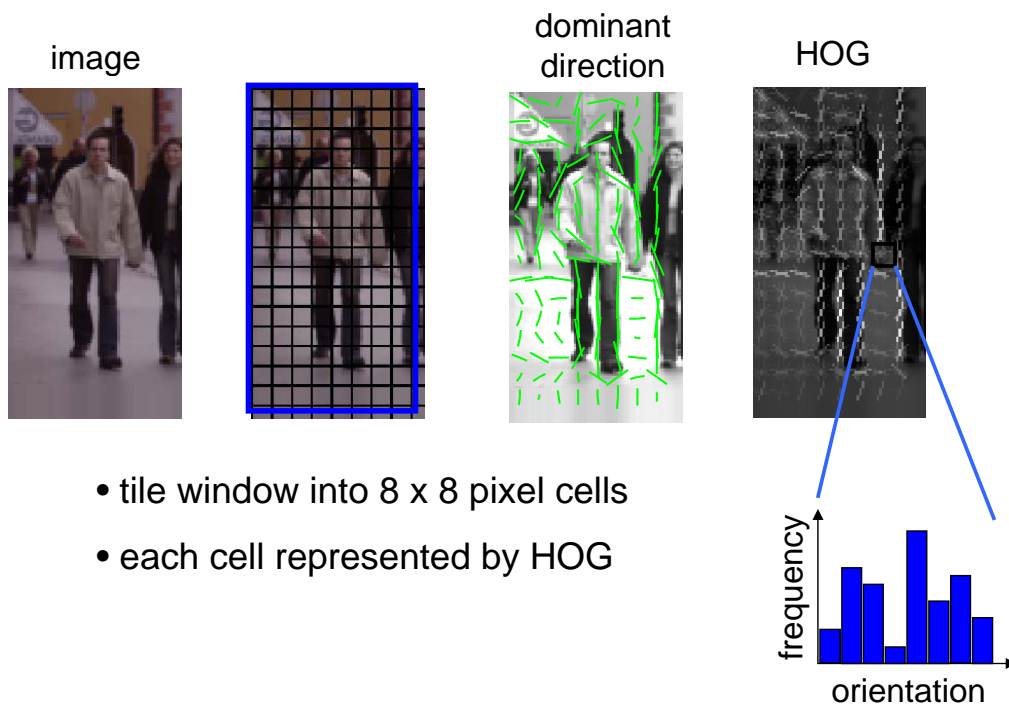 image
dominant
direction
HOG
• tile window into 8 x 8 pixel cells
• each cell represented by HOG
frequency
orientation